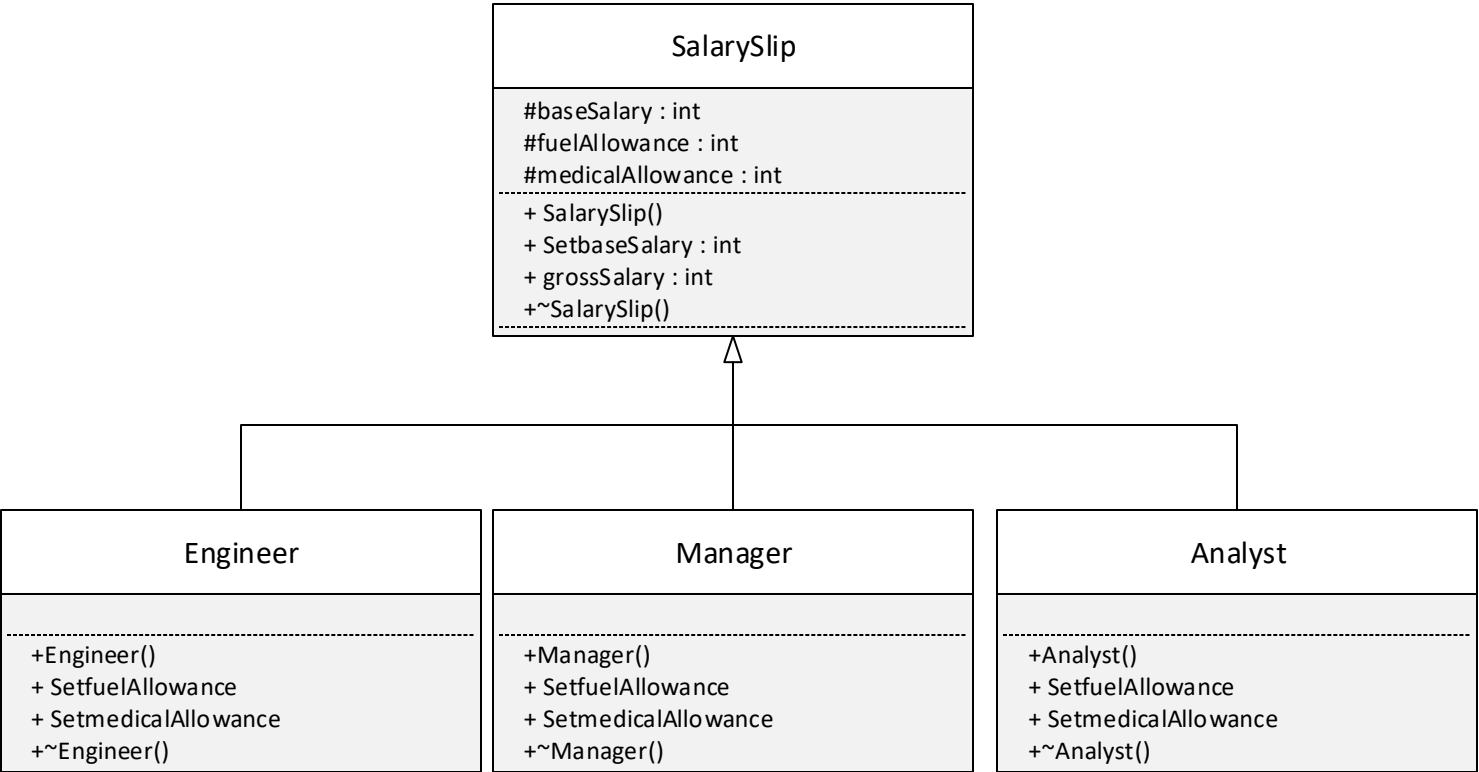 SalarySlip
#baseSalary : int
#fuelAllowance : int
#medicalAllowance : int
+ SalarySlip()
+ SetbaseSalary : int
+ grossSalary : int
+~SalarySlip()
Engineer
+Engineer()
+ SetfuelAllowance
+ SetmedicalAllowance
+~Engineer()
Manager
+Manager()
+ SetfuelAllowance
+ SetmedicalAllowance
+~Manager()
Analyst
+Analyst()
+ SetfuelAllowance
+ SetmedicalAllowance
+~Analyst()